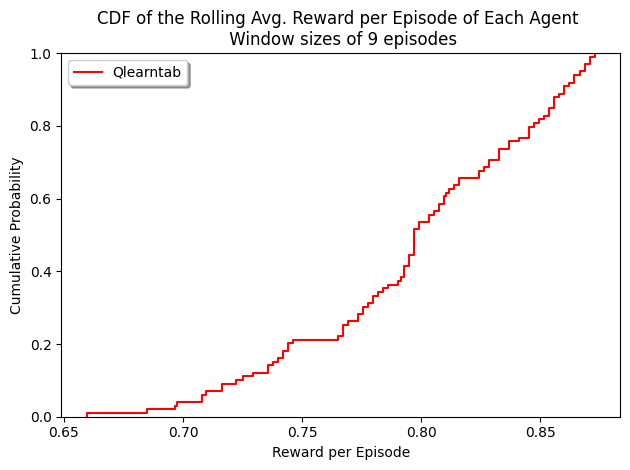 CDF of the Rolling Avg. Reward per Episode of Each Agent
Window sizes of 9 episodes
Qlearntab
Cumulative Probability
1.0
0.8
0.6
0.4
0.2
0.0
0.65 0.70 0.75 0.80 0.85
Reward per Episode